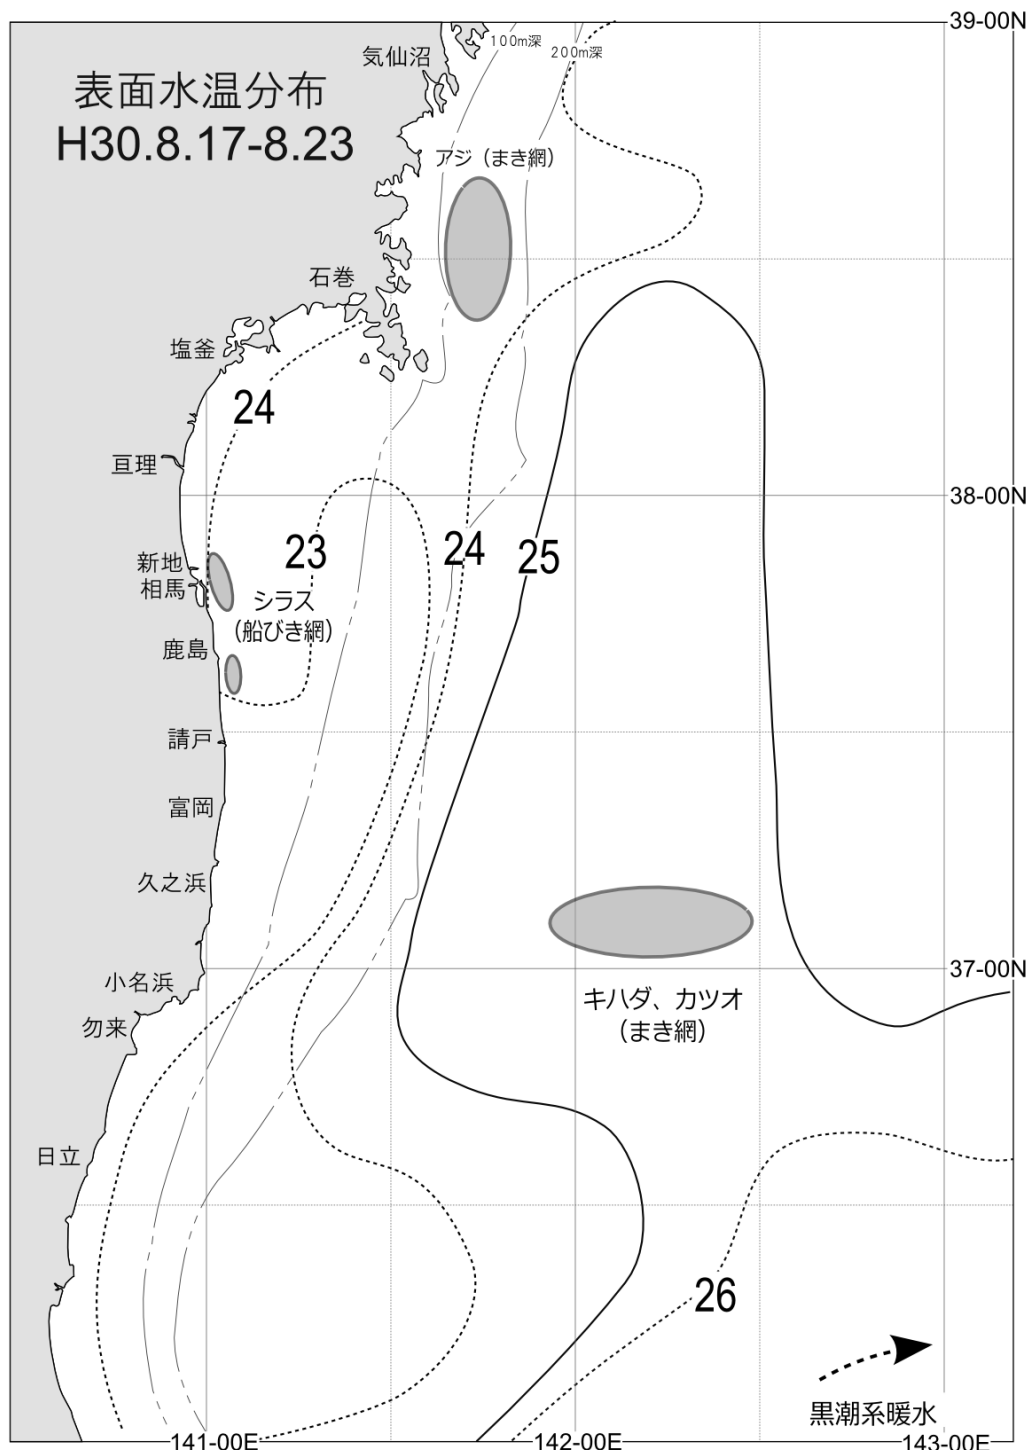 39-00N
100m深
200m深
気仙沼
表面水温分布
H30.8.17-8.23
アジ（まき網）
石巻
塩釜
24
亘理
38-00N
新地
23
24
25
相馬
シラス
（船びき網）
鹿島
請戸
富岡
久之浜
37-00N
小名浜
キハダ、カツオ
（まき網）
勿来
日立
26
黒潮系暖水
141-00E
142-00E
143-00E